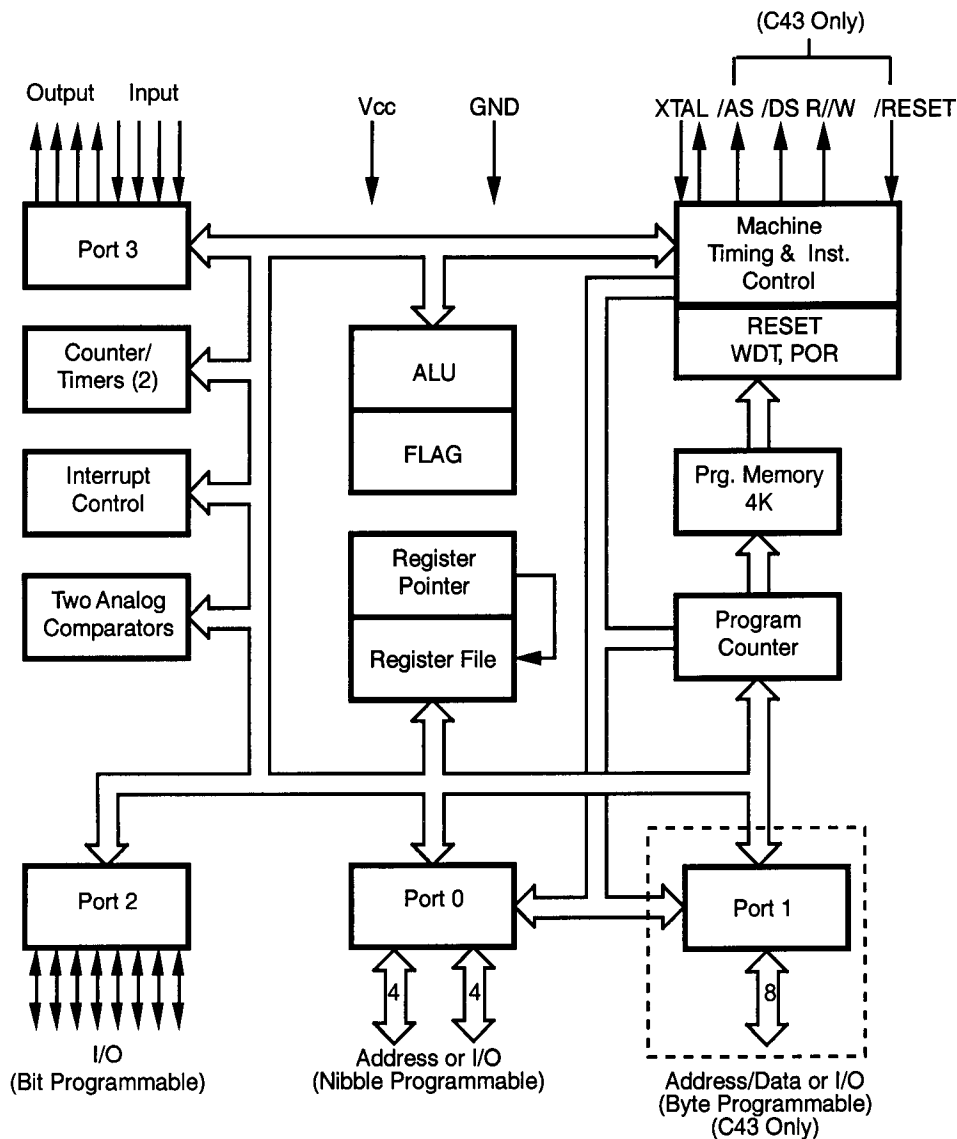 (C43 Only)
Output Input
Vcc
GND
XTAL /AS /DS R//W /RESET
Port 3
Machine
Timing & Inst.
Control
RESET
WDT, POR
Counter/
Timers (2)
ALU
FLAG
Interrupt
Control
Prg. Memory
4K
Two Analog
Comparators
Register
Pointer
Register File
Program
Counter
Port 2
Port 0
Port 1
4
4
8
I/O
(Bit Programmable)
Address or I/O
(Nibble Programmable)
Address/Data or I/O
(Byte Programmable)
(C43 Only)